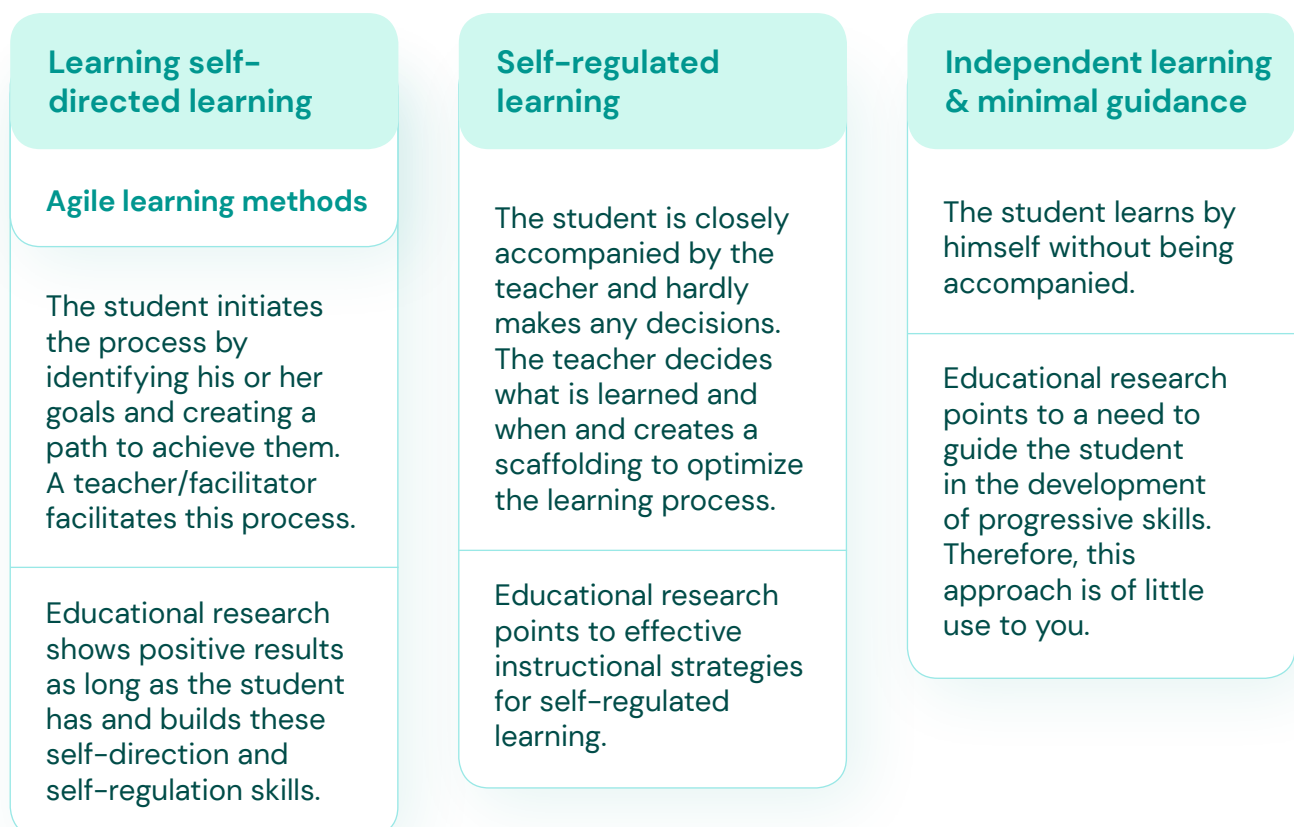 Learning self-
directed learning
Agile learning methods
The student initiates
the process by
identifying his or her
goals and creating a
path to achieve them.
A teacher/facilitator
facilitates this process.
Educational research
shows positive results
as long as the student
has and builds these
self-direction and
self-regulation skills.
Self-regulated
learning
The student is closely
accompanied by the
teacher and hardly
makes any decisions.
The teacher decides
what is learned and
when and creates a
scaffolding to optimize
the learning process.
Educational research
points to effective
instructional strategies
for self-regulated
learning.
Independent learning
& minimal guidance
The student learns by
himself without being
accompanied.
Educational research
points to a need to
guide the student
in the development
of progressive skills.
Therefore, this
approach is of little
use to you.